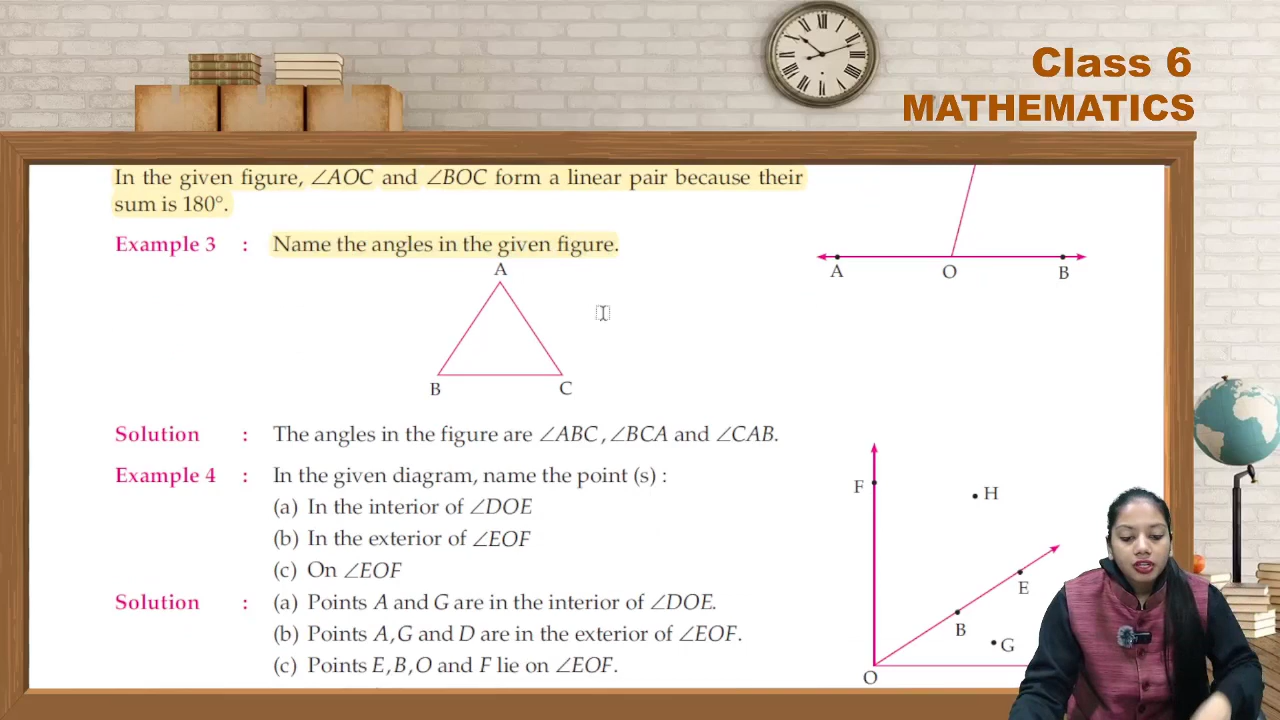 Class 6
MATHEMATICS
In the given figure, ∠AOC and ∠BOC form a linear pair because their
sum is 180°.
Example 3 : Name the angles in the given figure.
A
B C
A O B
Solution : The angles in the figure are ∠ABC, ∠BCA and ∠CAB.
Example 4 : In the given diagram, name the point (s) :
(a) In the interior of ∠DOE
(b) In the exterior of ∠EOF
(c) On ∠EOF
Solution : (a) Points A and G are in the interior of ∠DOE.
(b) Points A, G and D are in the exterior of ∠EOF.
(c) Points E, B, O and F lie on ∠EOF.
F
H
E
B
G
O